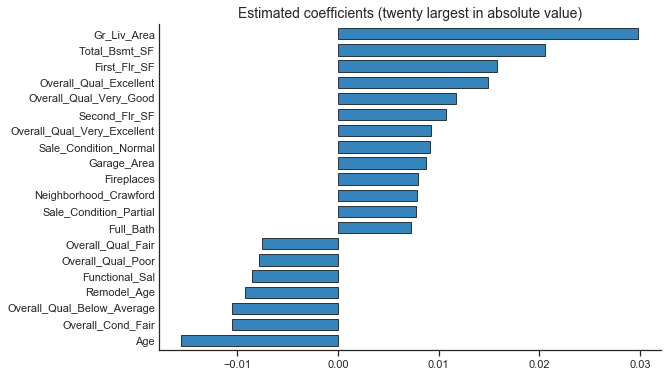 Estimated coefficients (twenty largest in absolute value)
Gr_Liv_Area
Total_Bsmt_SF
First_Flr_SF
Overall_Qual_Excellent
Overall_Qual_Very_Good
Second_Flr_SF
Overall_Qual_Very_Excellent
Sale_Condition_Normal
Garage_Area
Fireplaces
Neighborhood_Crawford
Sale_Condition_Partial
Full_Bath
Overall_Qual_Fair
Overall_Qual_Poor
Functional_Sal
Remodel_Age
Overall_Qual_Below_Average
Overall_Cond_Fair
Age
−0.01 0.00 0.01 0.02 0.03